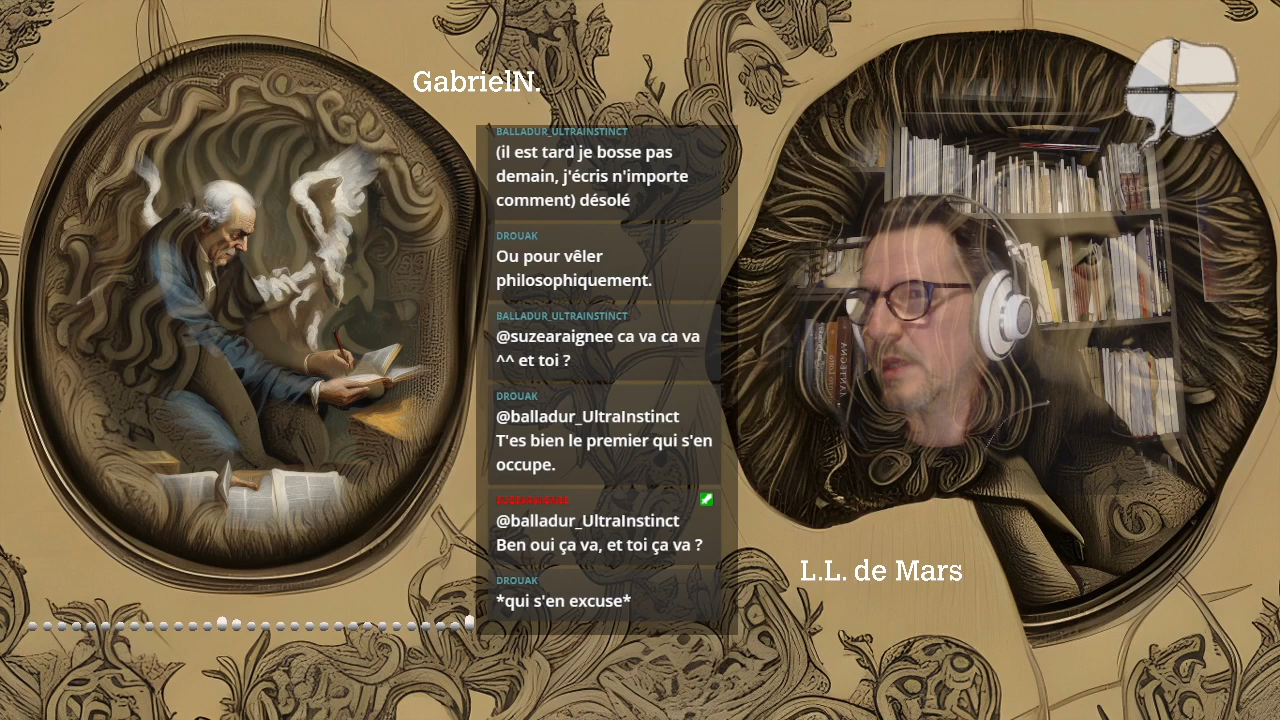 GabrielN.
BALLADUR_ULTRAINSTINCT
(il est tard je bosse pas
demain, j'écris n'importe
comment) désolé
DROUAK
Ou pour vêler
philosophiquement.
BALLADUR_ULTRAINSTINCT
@suzearaignee ca va ca va
^^ et toi ?
DROUAK
@balladur_UltraInstinct
T'es bien le premier qui s'en
occupe.
SUZEARAIGNEE
@balladur_UltraInstinct
Ben oui ça va, et toi ça va ?
DROUAK
*qui s'en excuse*
MANTEGNA
L.L. de Mars